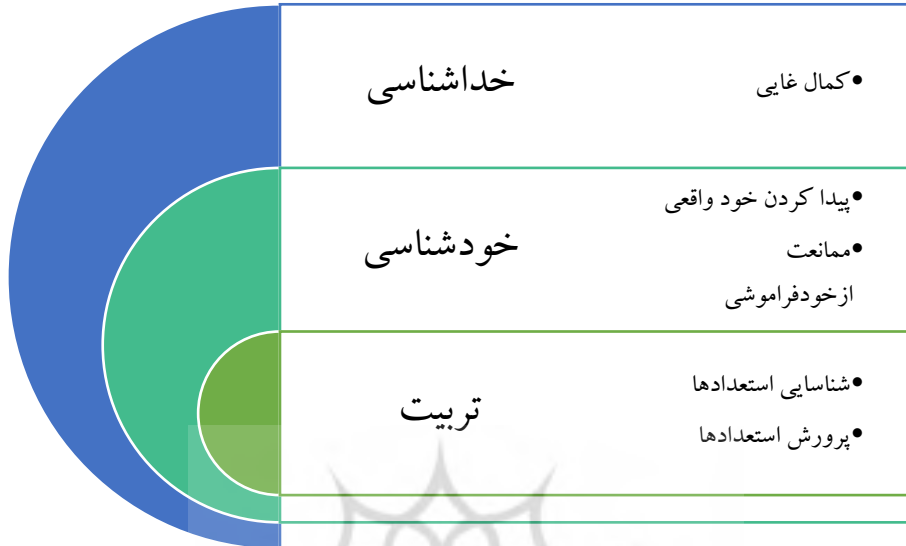 خداشناسی
•کمال غایی
خودشناسی
•پیدا کردن خود واقعی
•ممانعت
ازخودفراموشی
تربیت
•شناسایی استعدادها
•پرورش استعدادها